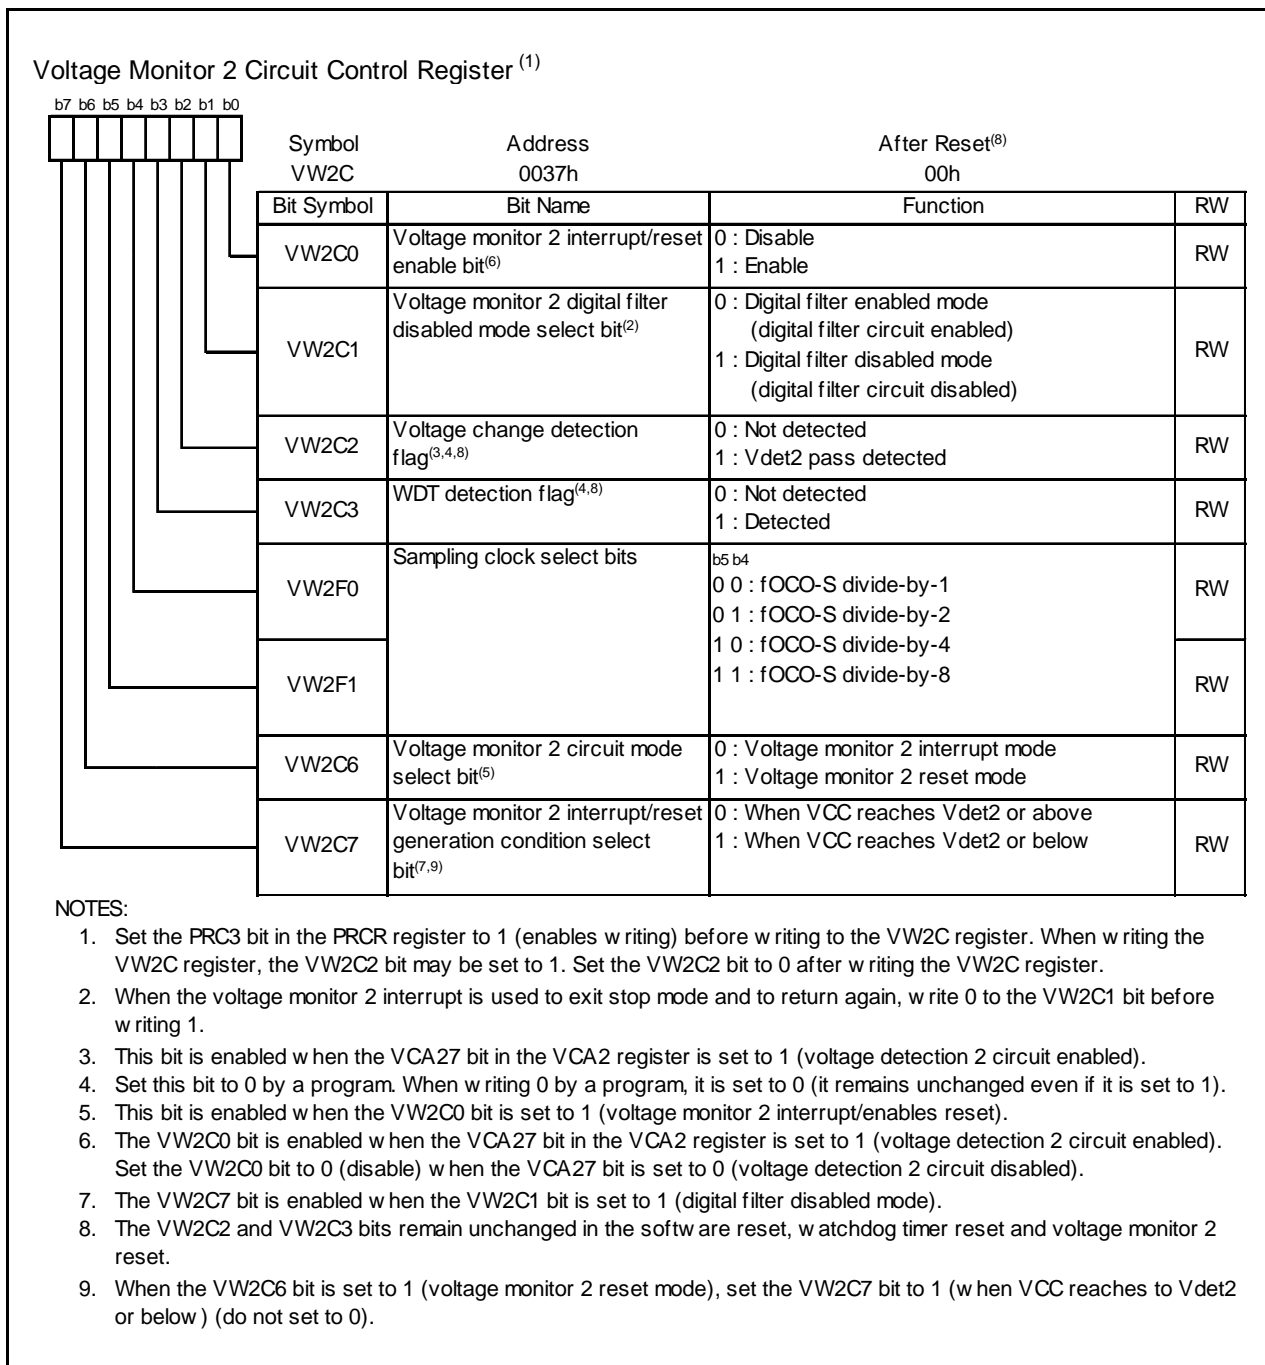 Voltage Monitor 2 Circuit Control Register (1)
b7 b6 b5 b4 b3 b2 b1 b0
Symbol Address After Reset(8)
VW2C 0037h 00h
Bit Symbol Bit Name Function RW
VW2C0 Voltage monitor 2 interrupt/reset enable bit(6) 0 : Disable RW
1 : Enable
VW2C1 Voltage monitor 2 digital filter disabled mode select bit(2) 0 : Digital filter enabled mode RW
(digital filter circuit enabled)
1 : Digital filter disabled mode
(digital filter circuit disabled)
VW2C2 Voltage change detection flag(3,4,8) 0 : Not detected RW
1 : Vdet2 pass detected
VW2C3 WDT detection flag(4,8) 0 : Not detected RW
1 : Detected
VW2F0 Sampling clock select bits b5 b4 RW
0 0 : fOCO-S divide-by-1
0 1 : fOCO-S divide-by-2
1 0 : fOCO-S divide-by-4
VW2F1 1 1 : fOCO-S divide-by-8 RW
VW2C6 Voltage monitor 2 circuit mode select bit(5) 0 : Voltage monitor 2 interrupt mode RW
1 : Voltage monitor 2 reset mode
VW2C7 Voltage monitor 2 interrupt/reset generation condition select bit(7,9) 0 : When VCC reaches Vdet2 or above RW
1 : When VCC reaches Vdet2 or below
NOTES:
1. Set the PRC3 bit in the PRCR register to 1 (enables writing) before writing to the VW2C register. When writing the
VW2C register, the VW2C2 bit may be set to 1. Set the VW2C2 bit to 0 after writing the VW2C register.
2. When the voltage monitor 2 interrupt is used to exit stop mode and to return again, write 0 to the VW2C1 bit before
writing 1.
3. This bit is enabled when the VCA27 bit in the VCA2 register is set to 1 (voltage detection 2 circuit enabled).
4. Set this bit to 0 by a program. When writing 0 by a program, it is set to 0 (it remains unchanged even if it is set to 1).
5. This bit is enabled when the VW2C0 bit is set to 1 (voltage monitor 2 interrupt/enables reset).
6. The VW2C0 bit is enabled when the VCA27 bit in the VCA2 register is set to 1 (voltage detection 2 circuit enabled).
Set the VW2C0 bit to 0 (disable) when the VCA27 bit is set to 0 (voltage detection 2 circuit disabled).
7. The VW2C7 bit is enabled when the VW2C1 bit is set to 1 (digital filter disabled mode).
8. The VW2C2 and VW2C3 bits remain unchanged in the software reset, watchdog timer reset and voltage monitor 2
reset.
9. When the VW2C6 bit is set to 1 (voltage monitor 2 reset mode), set the VW2C7 bit to 1 (when VCC reaches to Vdet2
or below) (do not set to 0).